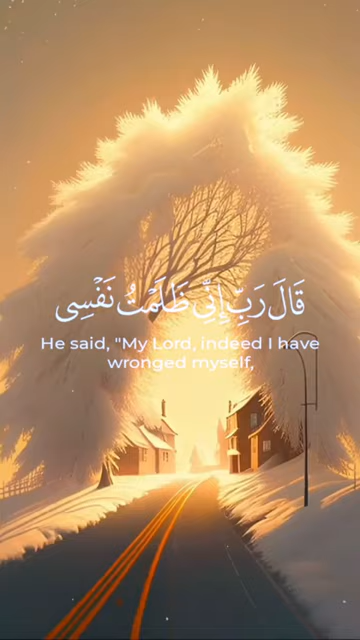 قَالَ رَبِّ إِنِّى ظَلَمْتُ نَفْسِى
He said, "My Lord, indeed I have
wronged myself,